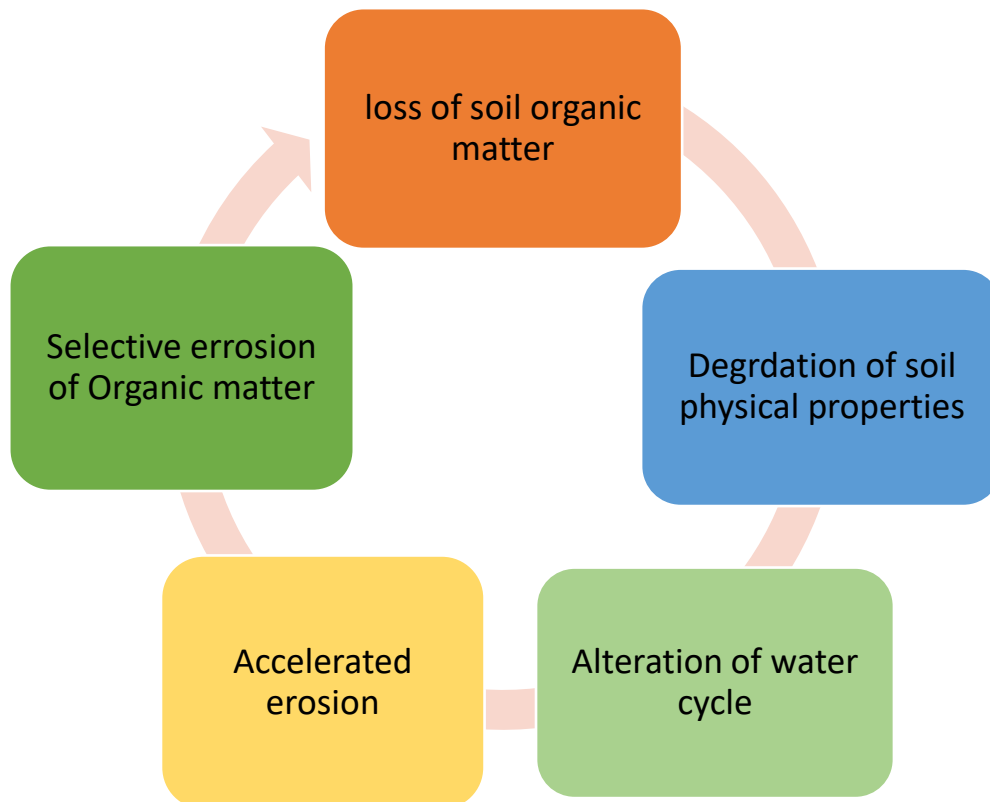 loss of soil organic
matter
Degrdation of soil
physical properties
Alteration of water
cycle
Accelerated
erosion
Selective errosion
of Organic matter